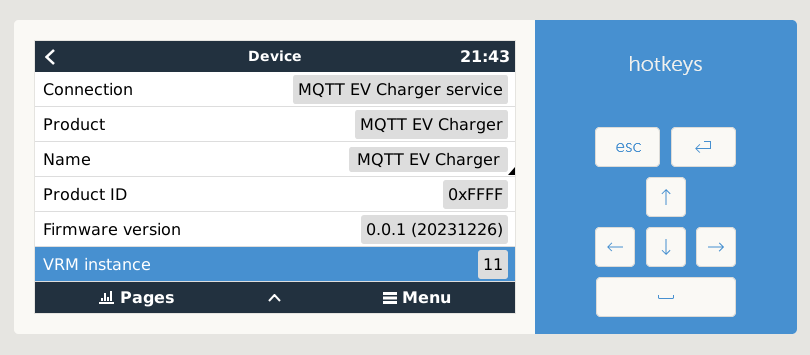 Device 21:43
Connection MQTT EV Charger service
Product MQTT EV Charger
Name MQTT EV Charger
Product ID 0xFFFF
Firmware version 0.0.1 (20231226)
VRM instance 11
Pages Menu
hotkeys
esc